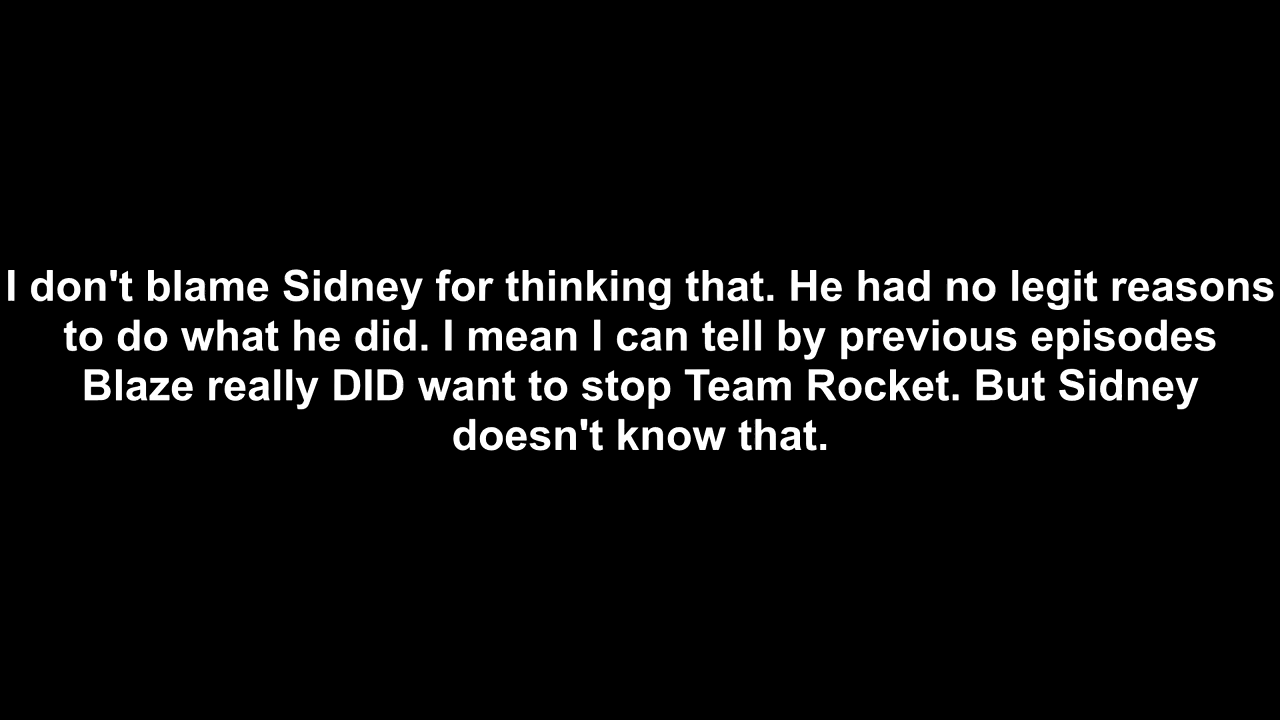 I don't blame Sidney for thinking that. He had no legit reasons
to do what he did. I mean I can tell by previous episodes
Blaze really DID want to stop Team Rocket. But Sidney
doesn't know that.